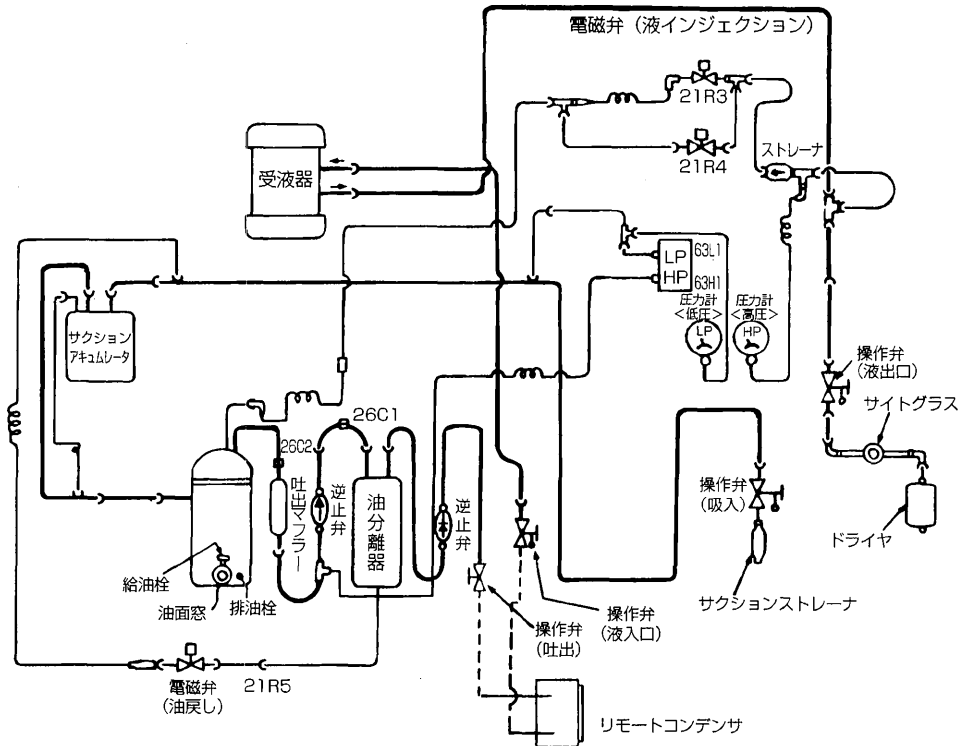 電磁弁（液インジェクション）
21R3
21R4
ストレーナ
受液器
LP
HP
63L1
63H1
圧力計
＜低圧＞
LP
圧力計
＜高圧＞
HP
サクション
アキュムレータ
操作弁
（液出口）
サイトグラス
26C1
26C2
吐出マフラー
逆止弁
油分離器
逆止弁
操作弁
（吸入）
ドライヤ
給油栓
油面窓
排油栓
サクションストレーナ
操作弁
（吐出）
操作弁
（液入口）
電磁弁
（油戻し）
21R5
リモートコンデンサ